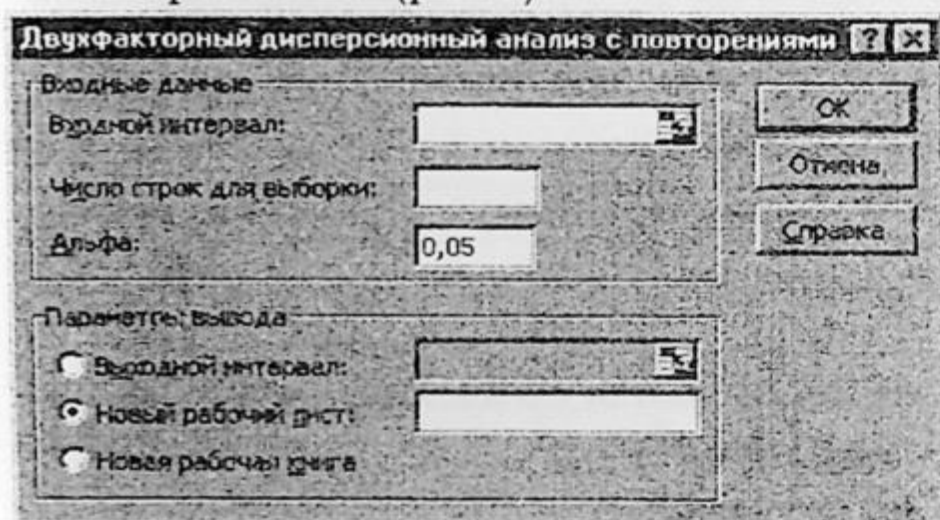 Двухфакторный дисперсионный анализ с повторениями
Входные данные
Входной интервал:
Число строк для выборки:
Альфа:
0,05
OK
Отмена
Справка
Параметры вывода
Выходной интервал:
Новый рабочий лист:
Новая рабочая книга